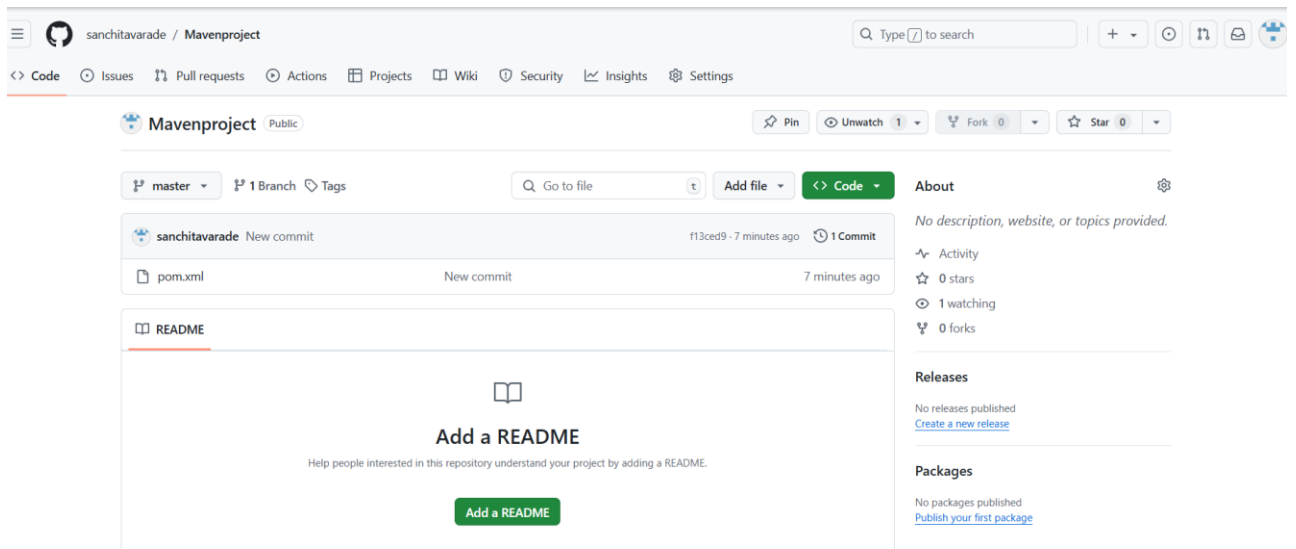 sanchitavarade / Mavenproject
Type / to search
<> Code Issues Pull requests Actions Projects Wiki Security Insights Settings
Mavenproject Public
Pin Unwatch 1 Fork 0 Star 0
master 1 Branch Tags Go to file t Add file <> Code
sanchitavarade New commit f13ced9 · 7 minutes ago 1 Commit
pom.xml New commit 7 minutes ago
README
Add a README
Help people interested in this repository understand your project by adding a README.
Add a README
About
No description, website, or topics provided.
Activity
0 stars
1 watching
0 forks
Releases
No releases published
Create a new release
Packages
No packages published
Publish your first package